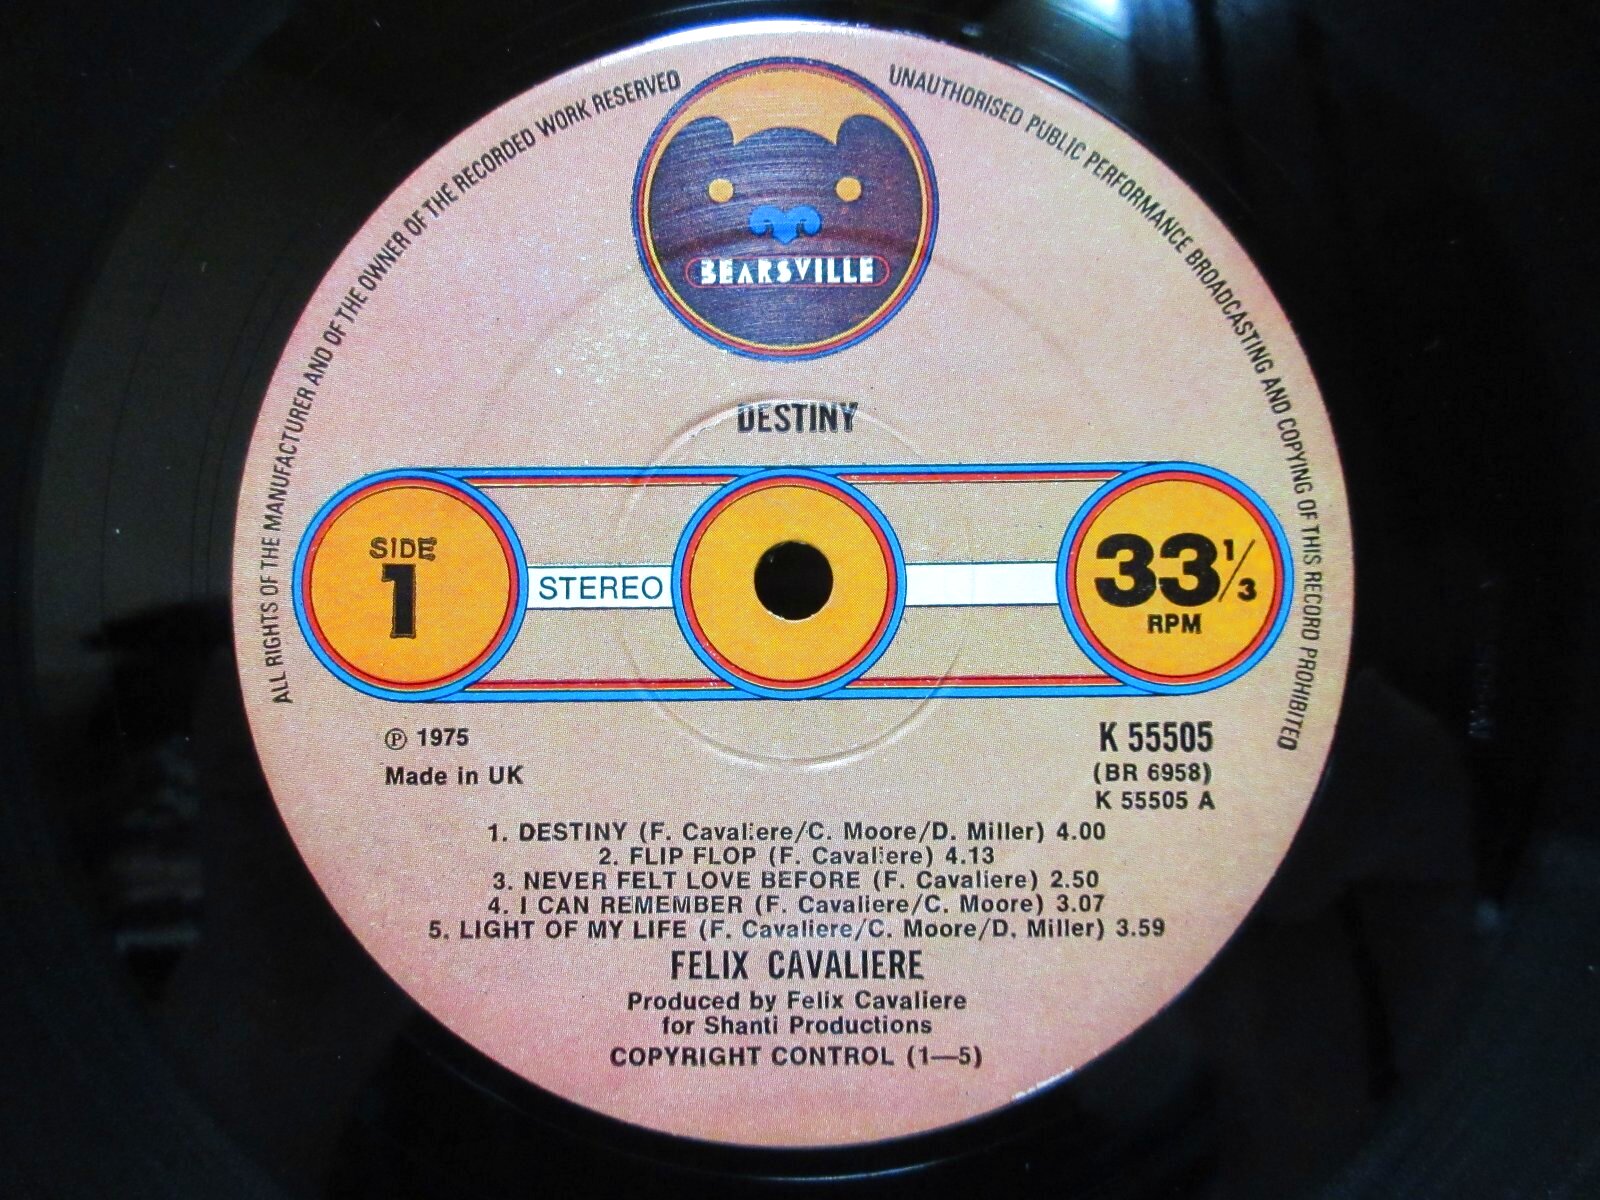 ALL RIGHTS OF THE MANUFACTURER AND OF THE OWNER OF THE RECORDED WORK RESERVED
UNAUTHORISED PUBLIC PERFORMANCE BROADCASTING AND COPYING OF THIS RECORD PROHIBITED
BEARSVILLE
DESTINY
SIDE
1
STEREO
33 1/3
RPM
℗ 1975
Made in UK
K 55505
(BR 6958)
K 55505 A
1. DESTINY (F. Cavaliere/C. Moore/D. Miller) 4.00
2. FLIP FLOP (F. Cavaliere) 4.13
3. NEVER FELT LOVE BEFORE (F. Cavaliere) 2.50
4. I CAN REMEMBER (F. Cavaliere/C. Moore) 3.07
5. LIGHT OF MY LIFE (F. Cavaliere/C. Moore/D. Miller) 3.59
FELIX CAVALIERE
Produced by Felix Cavaliere
for Shanti Productions
COPYRIGHT CONTROL (1—5)